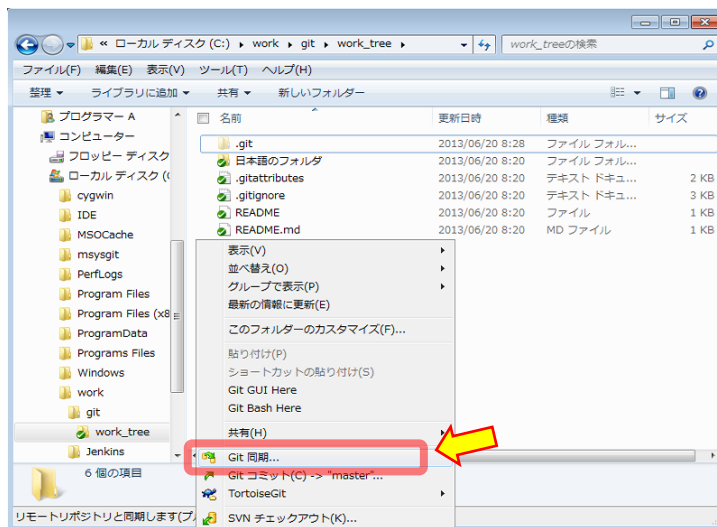 « ローカル ディスク (C:) ▸ work ▸ git ▸ work_tree ▸
work_treeの検索
ファイル(F) 編集(E) 表示(V) ツール(T) ヘルプ(H)
整理 ライブラリに追加 共有 新しいフォルダー
プログラマー A
コンピューター
フロッピー ディスク
ローカル ディスク (
cygwin
IDE
MSOCache
msysgit
PerfLogs
Program Files
Program Files (x8
ProgramData
Programs Files
Windows
work
git
work_tree
Jenkins
名前 更新日時 種類 サイズ
.git 2013/06/20 8:28 ファイル フォル...
日本語のフォルダ 2013/06/20 8:20 ファイル フォル...
.gitattributes 2013/06/20 8:20 テキスト ドキュ... 2 KB
.gitignore 2013/06/20 8:20 テキスト ドキュ... 3 KB
README 2013/06/20 8:20 ファイル 1 KB
README.md 2013/06/20 8:20 MD ファイル 1 KB
表示(V)
並べ替え(O)
グループで表示(P)
最新の情報に更新(E)
このフォルダーのカスタマイズ(F)...
貼り付け(P)
ショートカットの貼り付け(S)
Git GUI Here
Git Bash Here
共有(H)
Git 同期...
Git コミット(C) -> "master"...
TortoiseGit
SVN チェックアウト(K)...
6 個の項目
リモートリポジトリと同期します(プ